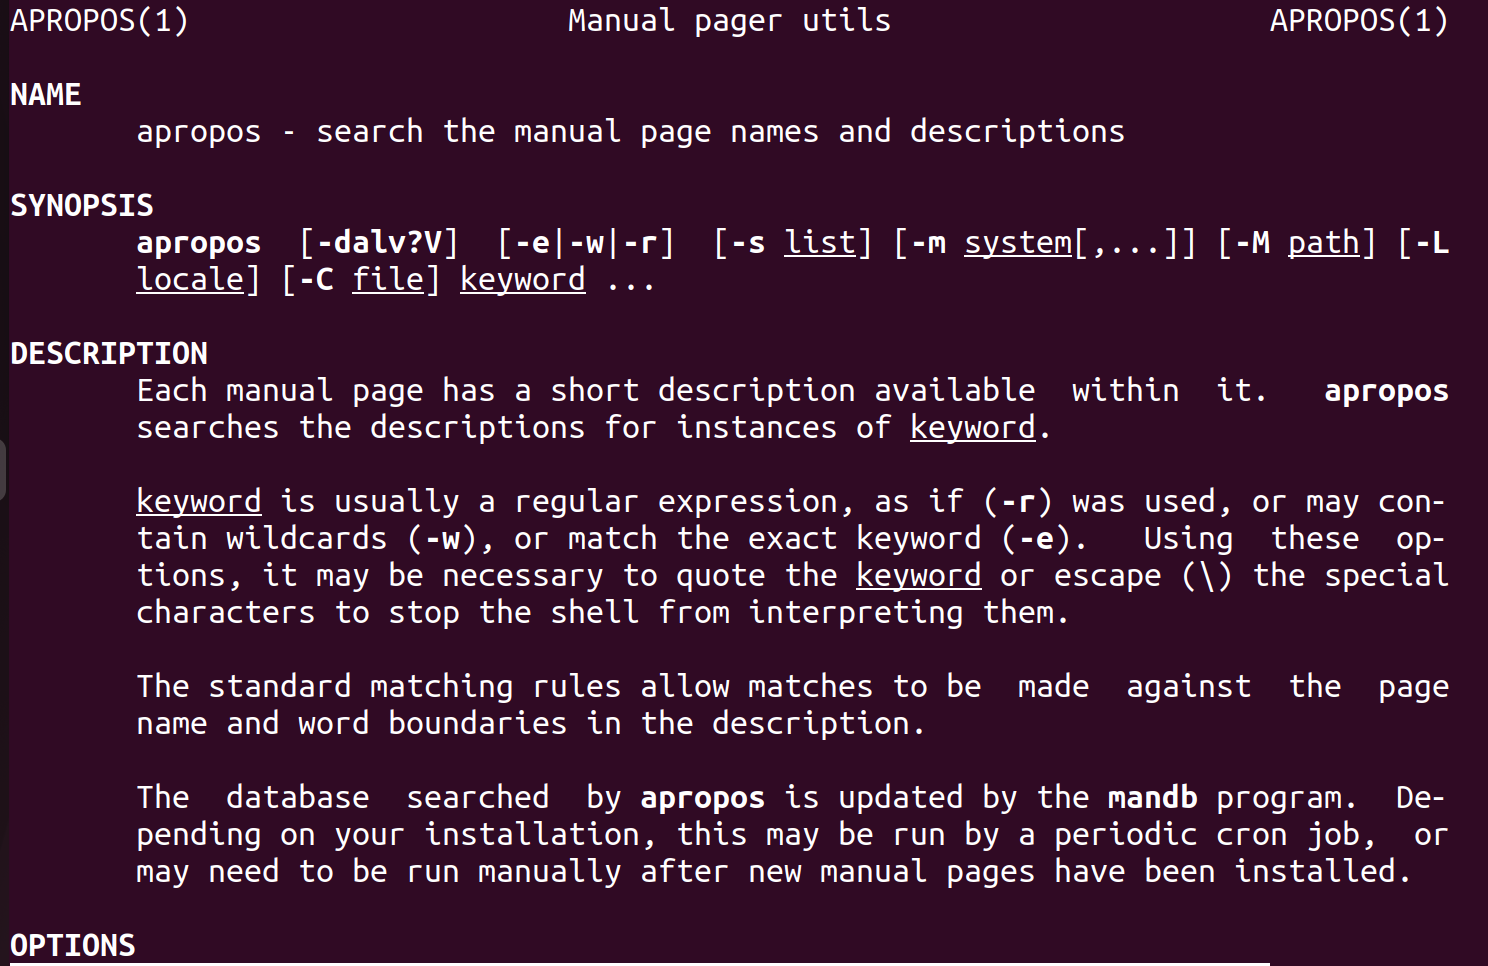 APROPOS(1) Manual pager utils APROPOS(1)
NAME
apropos - search the manual page names and descriptions
SYNOPSIS
apropos [-dalv?V] [-e|-w|-r] [-s list] [-m system[,...]] [-M path] [-L
locale] [-C file] keyword ...
DESCRIPTION
Each manual page has a short description available within it. apropos
searches the descriptions for instances of keyword.
keyword is usually a regular expression, as if (-r) was used, or may con-
tain wildcards (-w), or match the exact keyword (-e). Using these op-
tions, it may be necessary to quote the keyword or escape (\) the special
characters to stop the shell from interpreting them.
The standard matching rules allow matches to be made against the page
name and word boundaries in the description.
The database searched by apropos is updated by the mandb program. De-
pending on your installation, this may be run by a periodic cron job, or
may need to be run manually after new manual pages have been installed.
OPTIONS